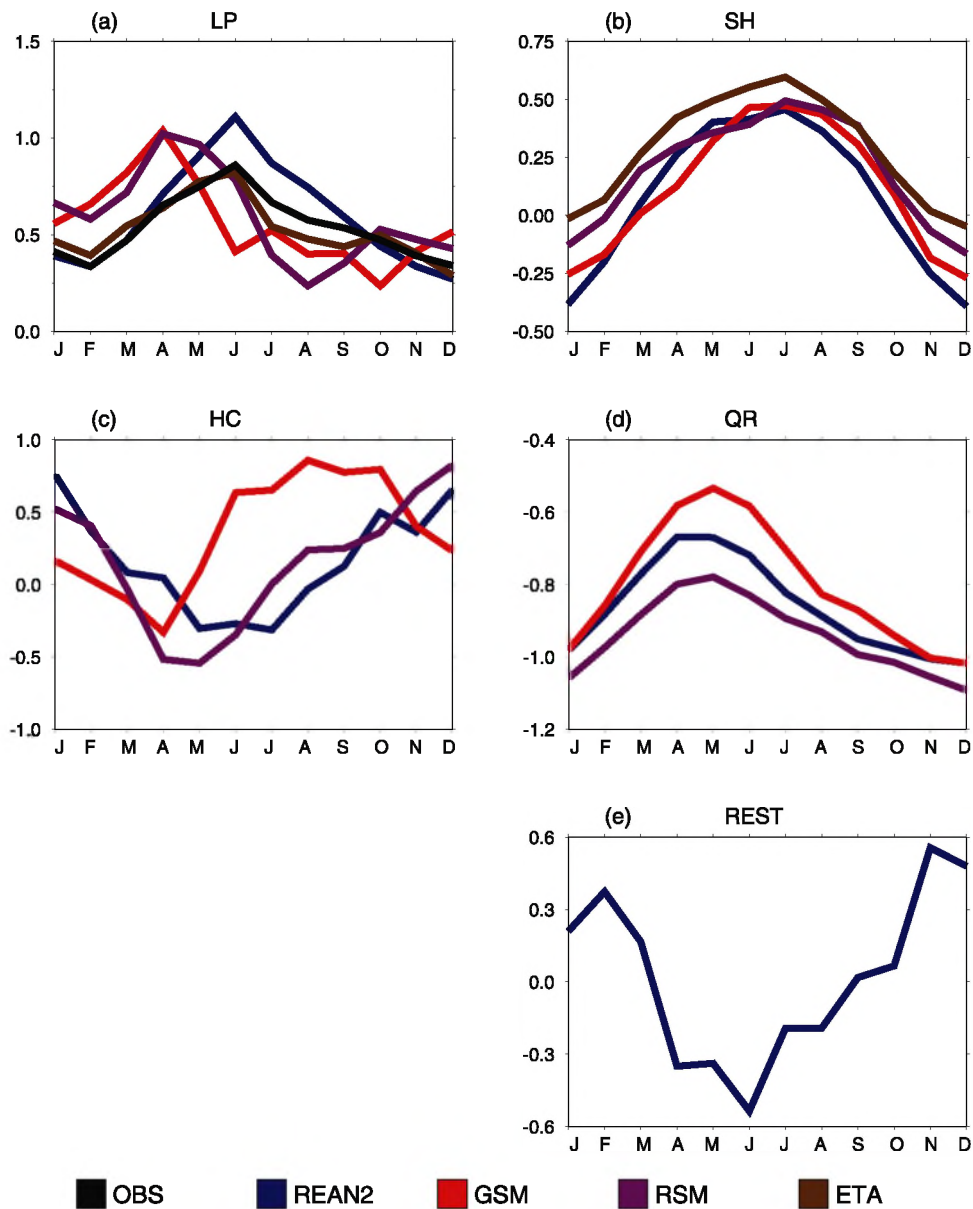 (a) LP
1.5
1.0
0.5
0.0
J F M A M J J A S O N D
(b) SH
0.75
0.50
0.25
0.00
-0.25
-0.50
J F M A M J J A S O N D
(c) HC
1.0
0.5
0.0
-0.5
-1.0
J F M A M J J A S O N D
(d) QR
-0.4
-0.6
-0.8
-1.0
-1.2
J F M A M J J A S O N D
(e) REST
0.6
0.3
0.0
-0.3
-0.6
J F M A M J J A S O N D
OBS REAN2 GSM RSM ETA